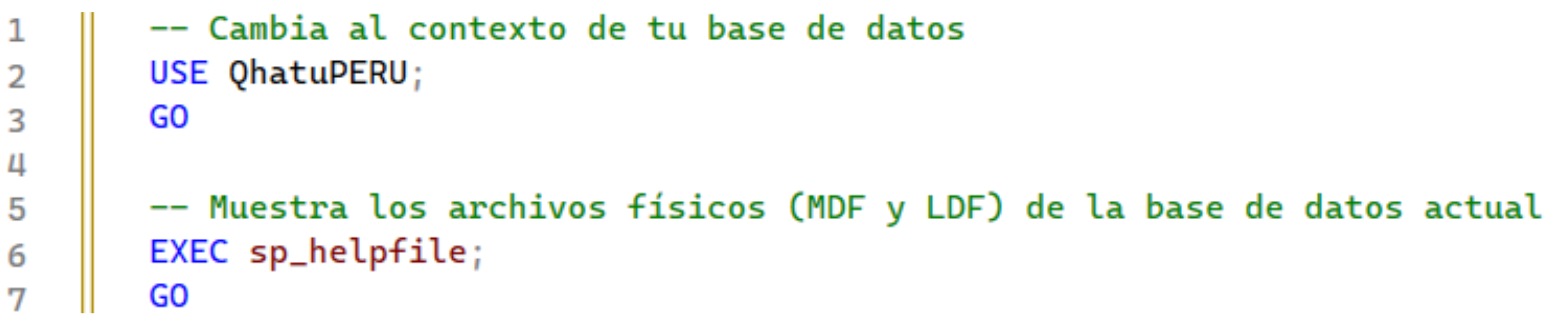 1 -- Cambia al contexto de tu base de datos
2 USE QhatuPERU;
3 GO
4
5 -- Muestra los archivos físicos (MDF y LDF) de la base de datos actual
6 EXEC sp_helpfile;
7 GO